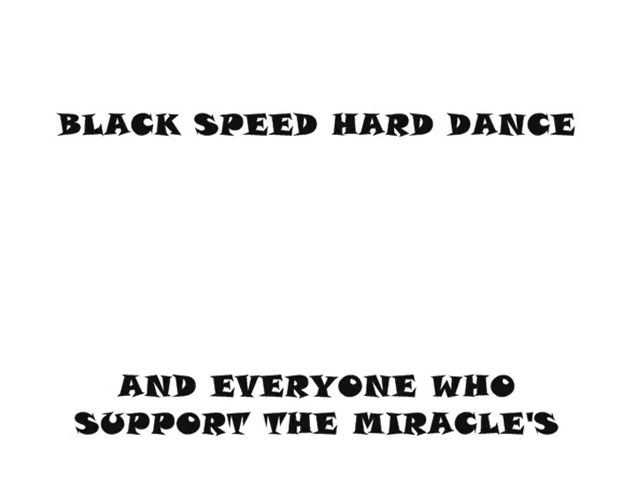 BLACK SPEED HARD DANCE
AND EVERYONE WHO
SUPPORT THE MIRACLE'S